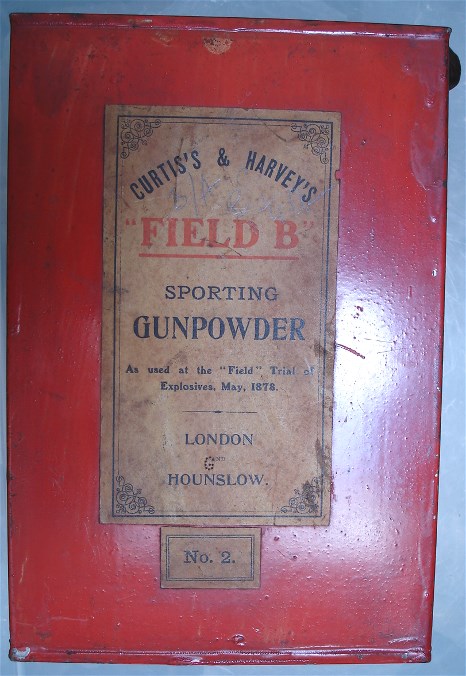 CURTIS'S & HARVEY'S
"FIELD B"
SPORTING
GUNPOWDER
As used at the "Field" Trial of
Explosives, May, 1878.
LONDON
AND
HOUNSLOW.
No. 2.